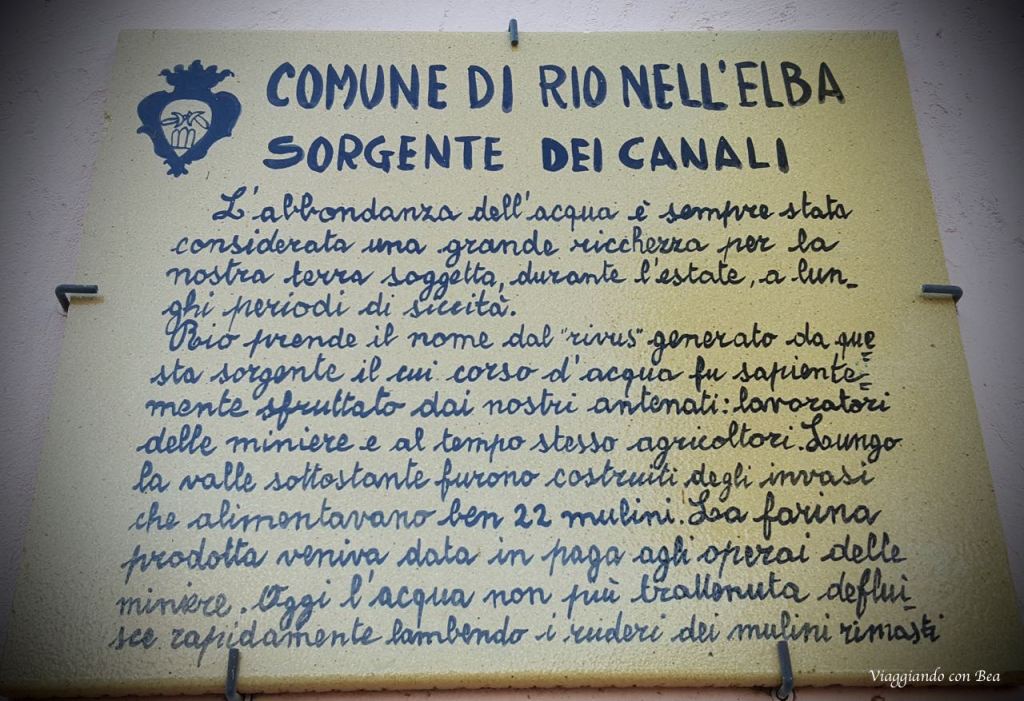 COMUNE DI RIO NELL'ELBA
SORGENTE DEI CANALI
L'abbondanza dell'acqua è sempre stata
considerata una grande ricchezza per la
nostra terra soggetta, durante l'estate, a lun_
ghi periodi di siccità.
Rio prende il nome dal "rivus" generato da que=
sta sorgente il cui corso d'acqua fu sapiente=
mente sfruttato dai nostri antenati: lavoratori
delle miniere e al tempo stesso agricoltori. Lungo
la valle sottostante furono costruiti degli invasi
che alimentavano ben 22 mulini. La farina
prodotta veniva data in paga agli operai delle
miniere. Oggi l'acqua non più trattenuta deflui_
sce rapidamente lambendo i ruderi dei mulini rimasti
Viaggiando con Bea